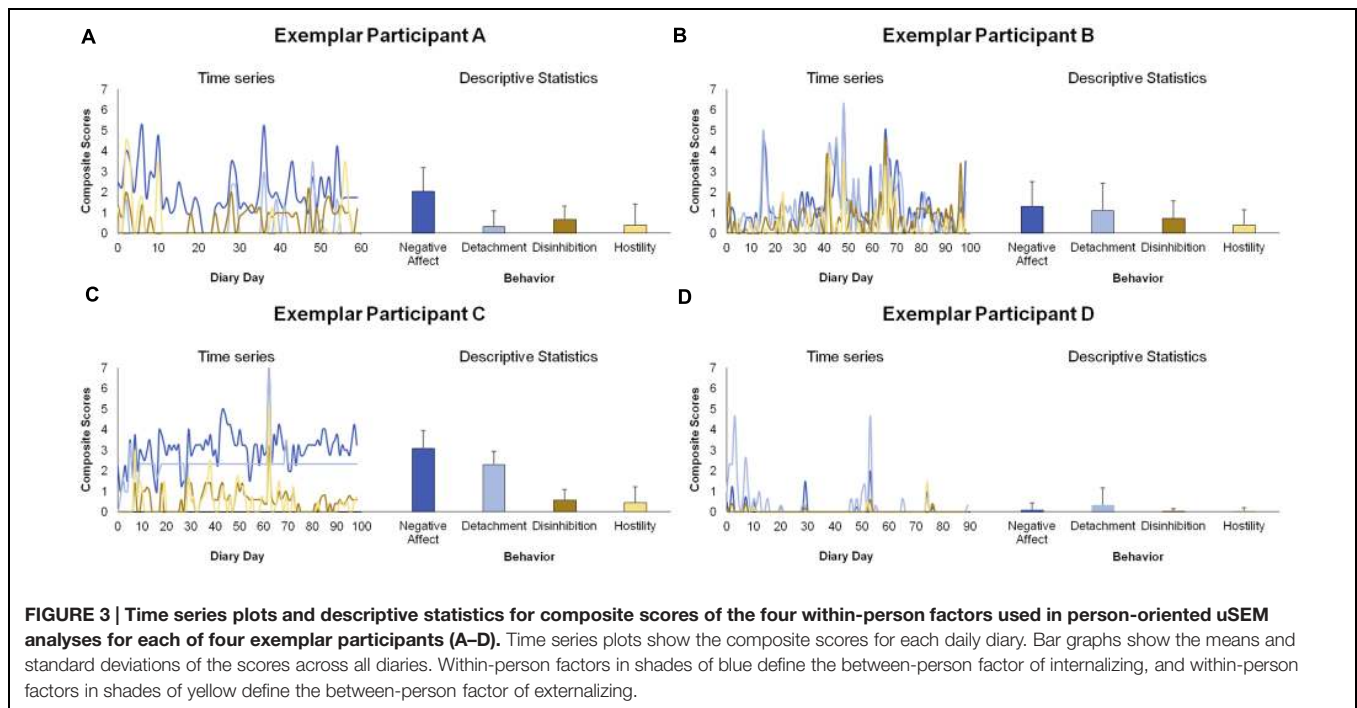 A
Exemplar Participant A
Time series
Descriptive Statistics
Composite Scores
7
6
5
4
3
2
1
0
0 10 20 30 40 50 60
Diary Day
Negative Affect
Detachment
Disinhibition
Hostility
Behavior
B
Exemplar Participant B
Time series
Descriptive Statistics
Composite Scores
7
6
5
4
3
2
1
0
0 10 20 30 40 50 60 70 80 90 100
Diary Day
Negative Affect
Detachment
Disinhibition
Hostility
Behavior
C
Exemplar Participant C
Time series
Descriptive Statistics
Composite Scores
7
6
5
4
3
2
1
0
0 10 20 30 40 50 60 70 80 90 100
Diary Day
Negative Affect
Detachment
Disinhibition
Hostility
Behavior
D
Exemplar Participant D
Time series
Descriptive Statistics
Composite Scores
7
6
5
4
3
2
1
0
0 10 20 30 40 50 60 70 80 90
Diary Day
Negative Affect
Detachment
Disinhibition
Hostility
Behavior
FIGURE 3 | Time series plots and descriptive statistics for composite scores of the four within-person factors used in person-oriented uSEM
analyses for each of four exemplar participants (A–D). Time series plots show the composite scores for each daily diary. Bar graphs show the means and
standard deviations of the scores across all diaries. Within-person factors in shades of blue define the between-person factor of internalizing, and within-person
factors in shades of yellow define the between-person factor of externalizing.